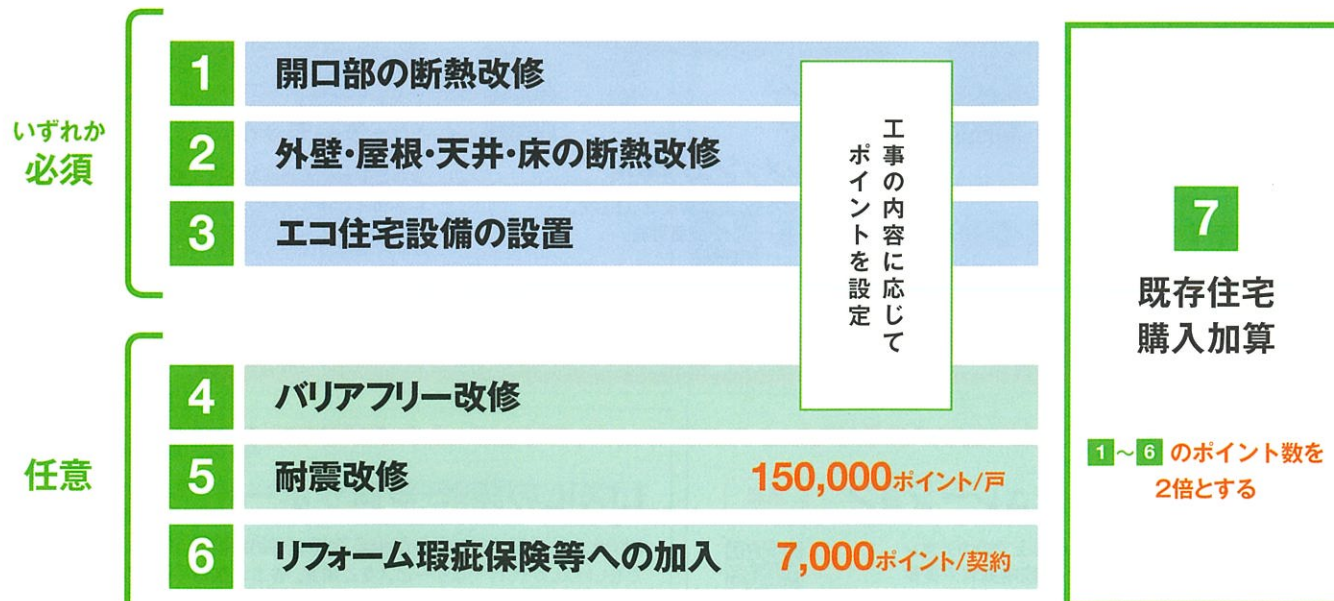 いずれか
必須
1 開口部の断熱改修
2 外壁・屋根・天井・床の断熱改修
3 エコ住宅設備の設置
工事の内容に応じて
ポイントを設定
任意
4 バリアフリー改修
5 耐震改修 150,000ポイント/戸
6 リフォーム瑕疵保険等への加入 7,000ポイント/契約
7
既存住宅
購入加算
1～6 のポイント数を
2倍とする